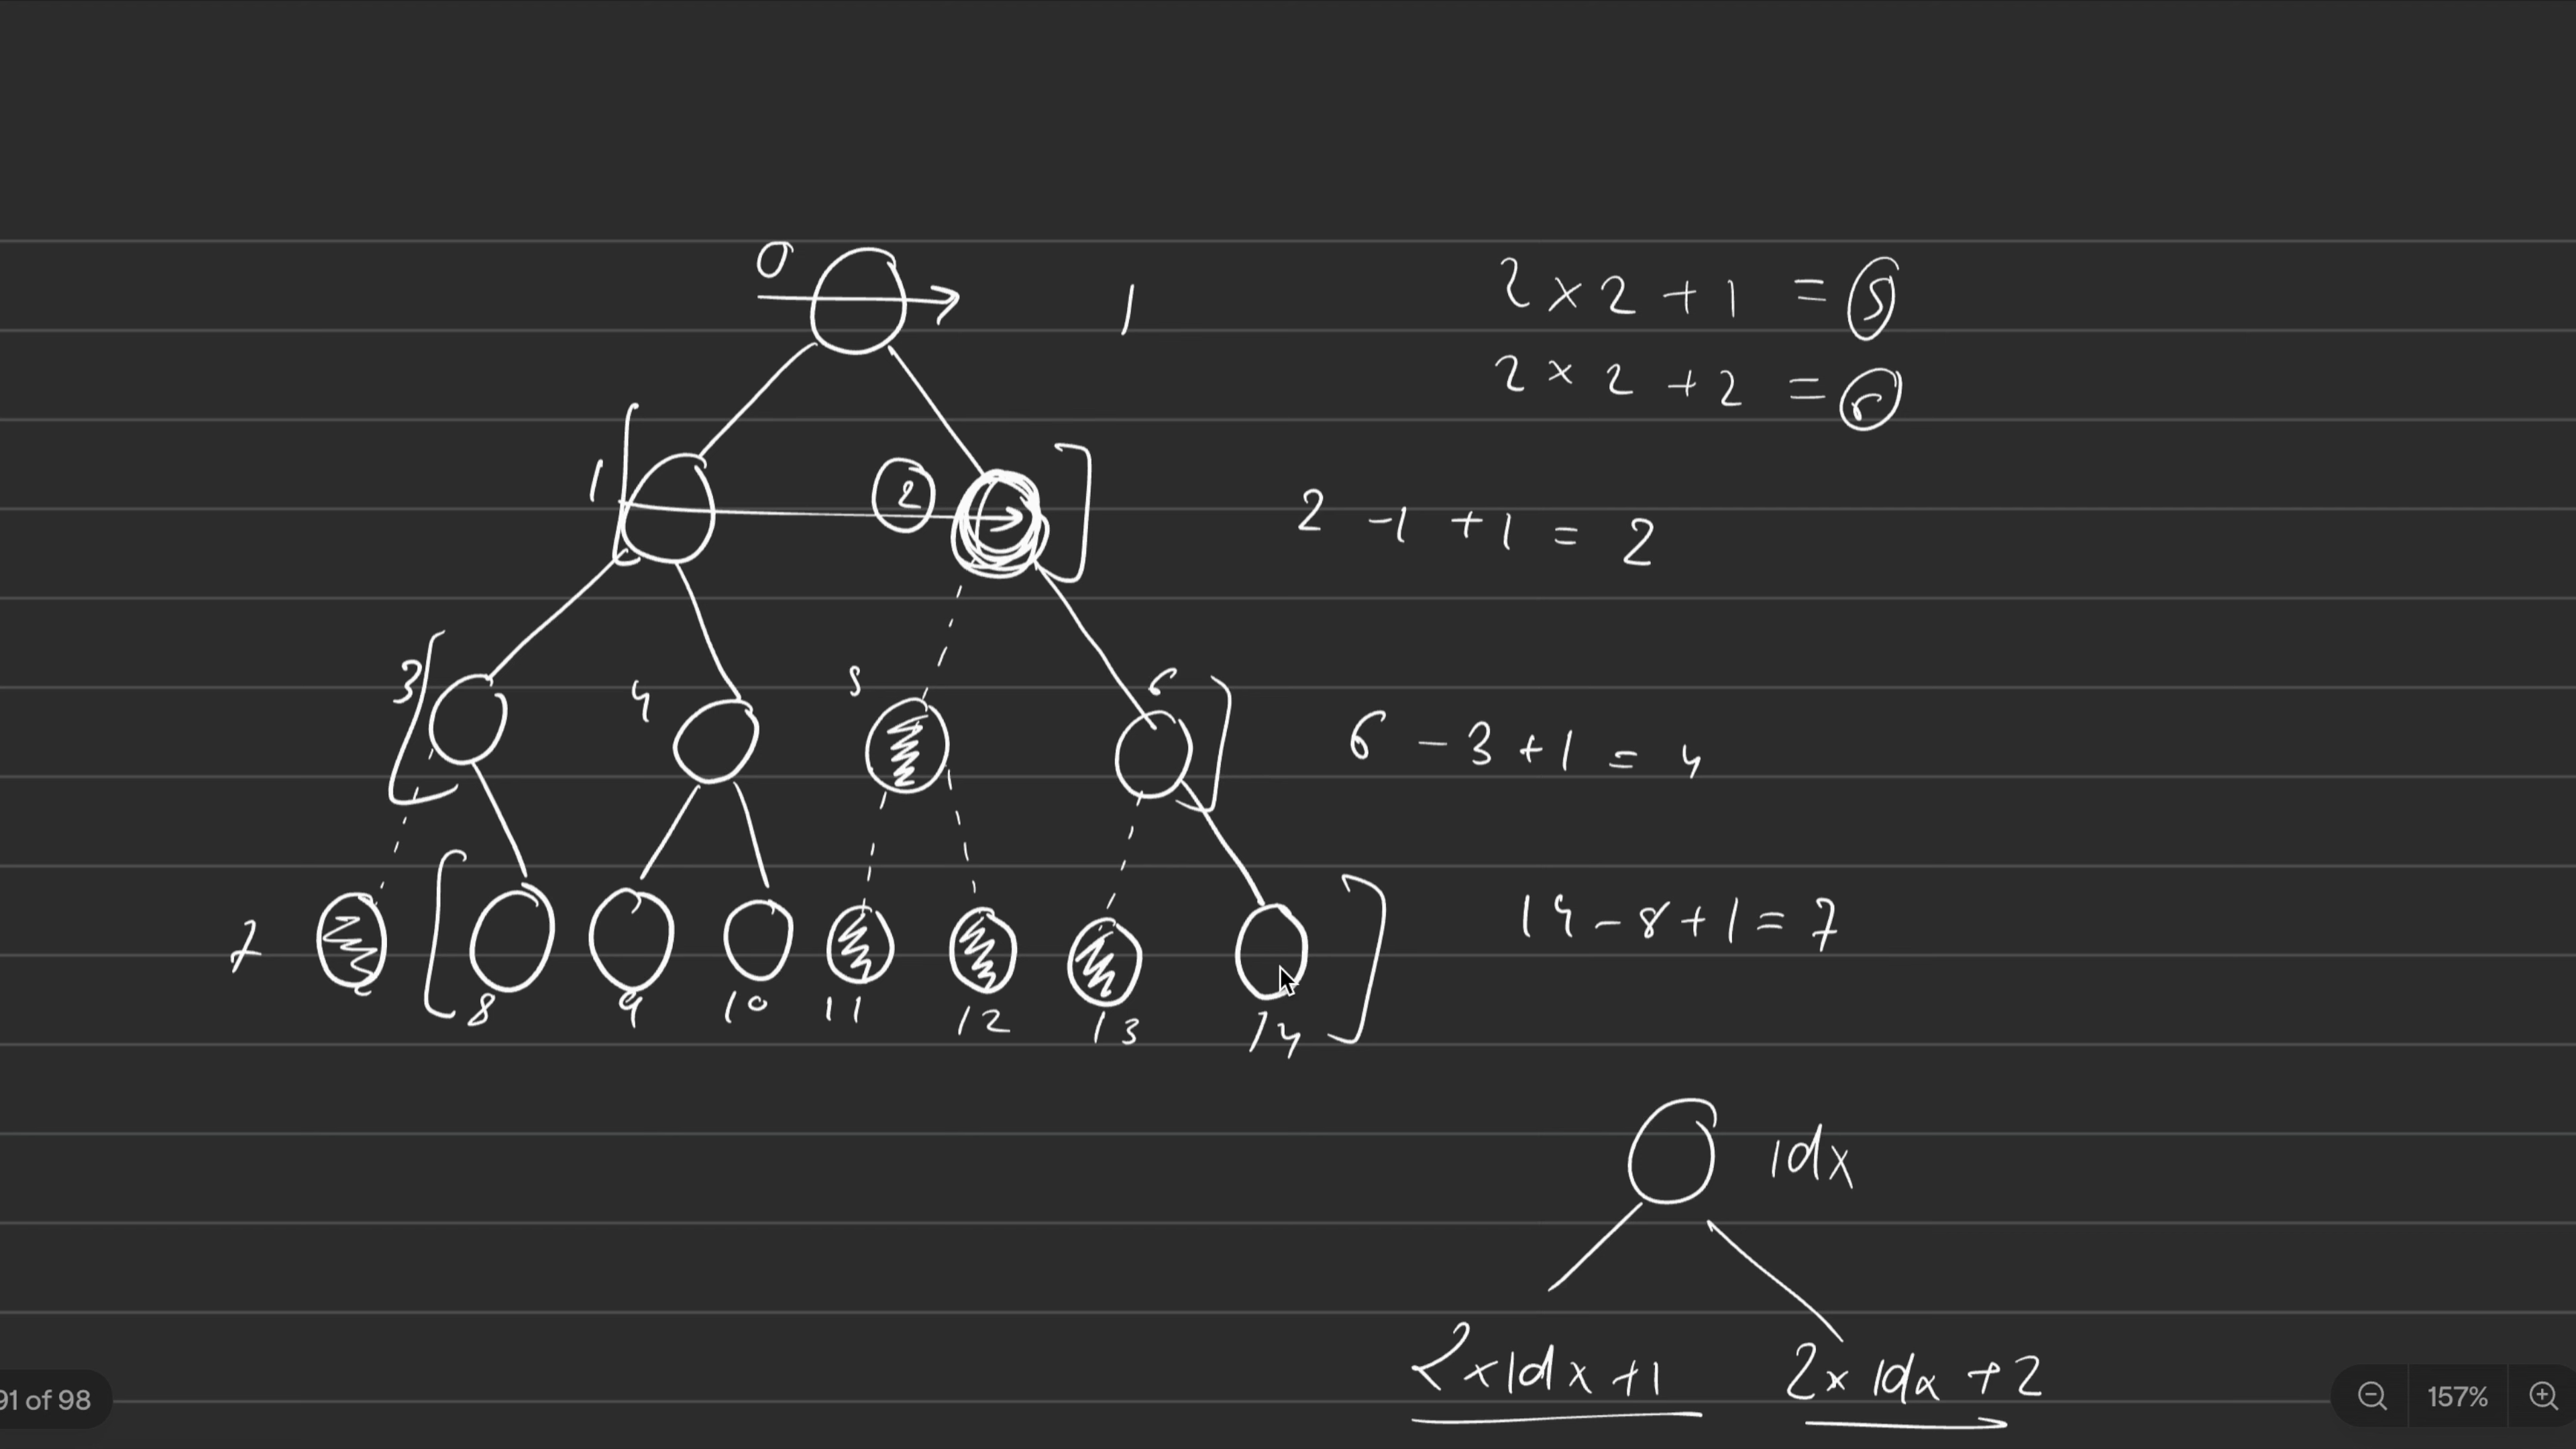 0
1
2 × 2 + 1 = 5
2 × 2 + 2 = 6
1
2
2 - 1 + 1 = 2
3
4
5
6
6 - 3 + 1 = 4
7
14 - 8 + 1 = 7
8
9
10
11
12
13
14
idx
2 x idx + 1
2 x idx + 2
91 of 98
157%